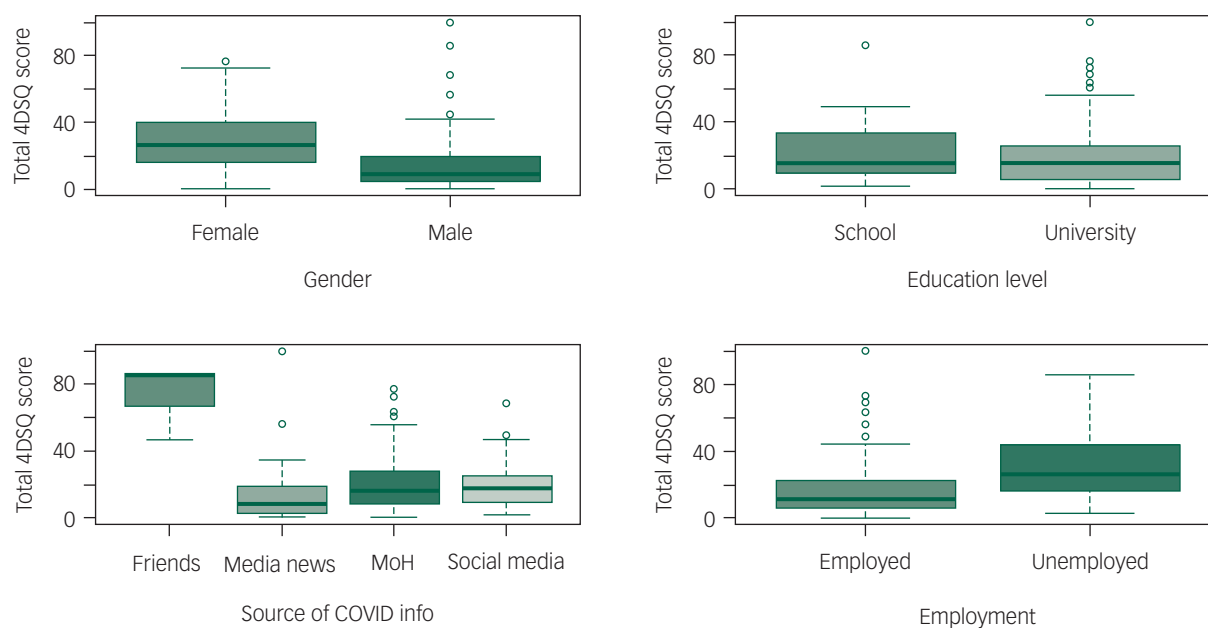 Total 4DSQ score
80
40
0
Female Male
Gender
Total 4DSQ score
80
40
0
School University
Education level
Total 4DSQ score
80
40
0
Friends Media news MoH Social media
Source of COVID info
Total 4DSQ score
80
40
0
Employed Unemployed
Employment